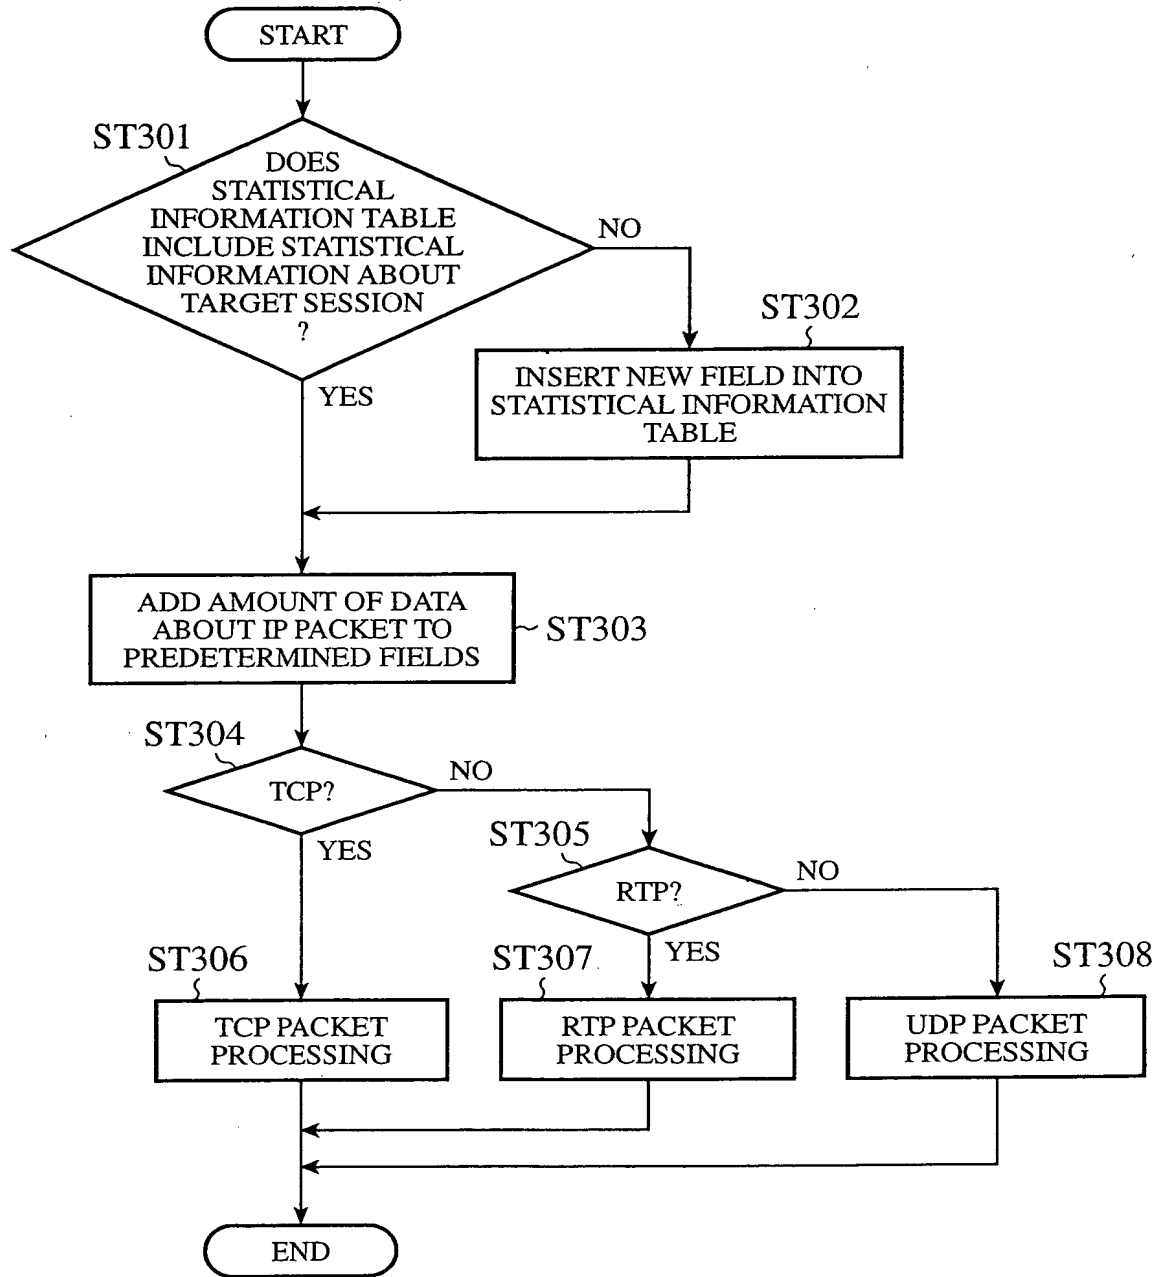 START
ST301
DOES
STATISTICAL
INFORMATION TABLE
INCLUDE STATISTICAL
INFORMATION ABOUT
TARGET SESSION
?
NO
YES
ST302
INSERT NEW FIELD INTO
STATISTICAL INFORMATION
TABLE
ADD AMOUNT OF DATA
ABOUT IP PACKET TO
PREDETERMINED FIELDS
ST303
ST304
TCP?
NO
YES
ST305
RTP?
NO
YES
ST306
TCP PACKET
PROCESSING
ST307
RTP PACKET
PROCESSING
ST308
UDP PACKET
PROCESSING
END